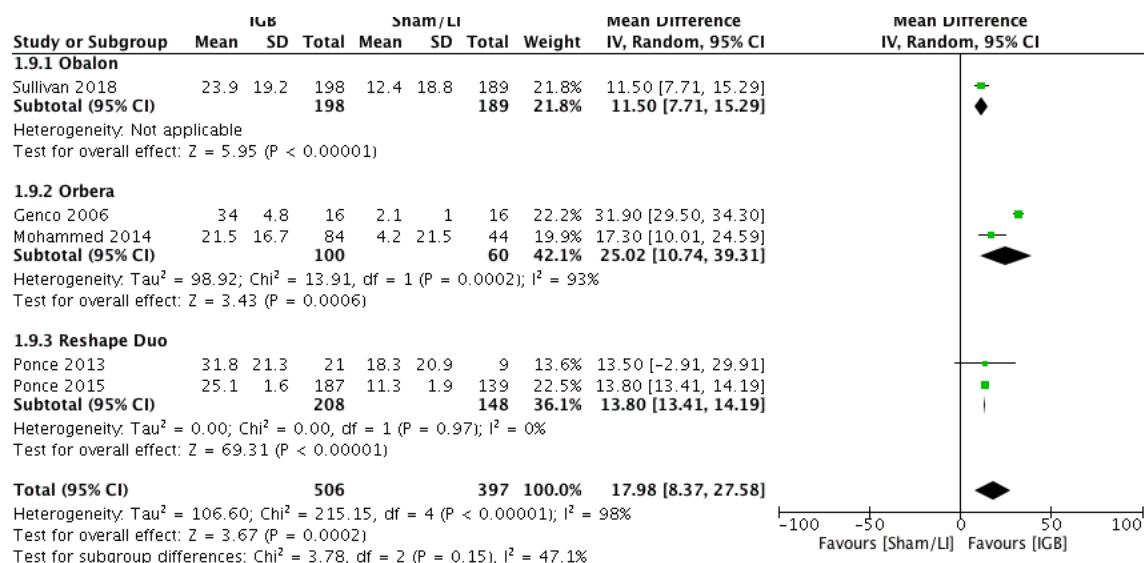 IGB Sham/LI Mean Difference Mean Difference
Study or Subgroup Mean SD Total Mean SD Total Weight IV, Random, 95% CI IV, Random, 95% CI
1.9.1 Obalon
Sullivan 2018 23.9 19.2 198 12.4 18.8 189 21.8% 11.50 [7.71, 15.29]
Subtotal (95% CI) 198 189 21.8% 11.50 [7.71, 15.29]
Heterogeneity: Not applicable
Test for overall effect: Z = 5.95 (P < 0.00001)
1.9.2 Orbera
Genco 2006 34 4.8 16 2.1 1 16 22.2% 31.90 [29.50, 34.30]
Mohammed 2014 21.5 16.7 84 4.2 21.5 44 19.9% 17.30 [10.01, 24.59]
Subtotal (95% CI) 100 60 42.1% 25.02 [10.74, 39.31]
Heterogeneity: Tau² = 98.92; Chi² = 13.91, df = 1 (P = 0.0002); I² = 93%
Test for overall effect: Z = 3.43 (P = 0.0006)
1.9.3 Reshape Duo
Ponce 2013 31.8 21.3 21 18.3 20.9 9 13.6% 13.50 [−2.91, 29.91]
Ponce 2015 25.1 1.6 187 11.3 1.9 139 22.5% 13.80 [13.41, 14.19]
Subtotal (95% CI) 208 148 36.1% 13.80 [13.41, 14.19]
Heterogeneity: Tau² = 0.00; Chi² = 0.00, df = 1 (P = 0.97); I² = 0%
Test for overall effect: Z = 69.31 (P < 0.00001)
Total (95% CI) 506 397 100.0% 17.98 [8.37, 27.58]
Heterogeneity: Tau² = 106.60; Chi² = 215.15, df = 4 (P < 0.00001); I² = 98%
Test for overall effect: Z = 3.67 (P = 0.0002)
Test for subgroup differences: Chi² = 3.78, df = 2 (P = 0.15), I² = 47.1%
−100 −50 0 50 100
Favours [Sham/LI] Favours [IGB]